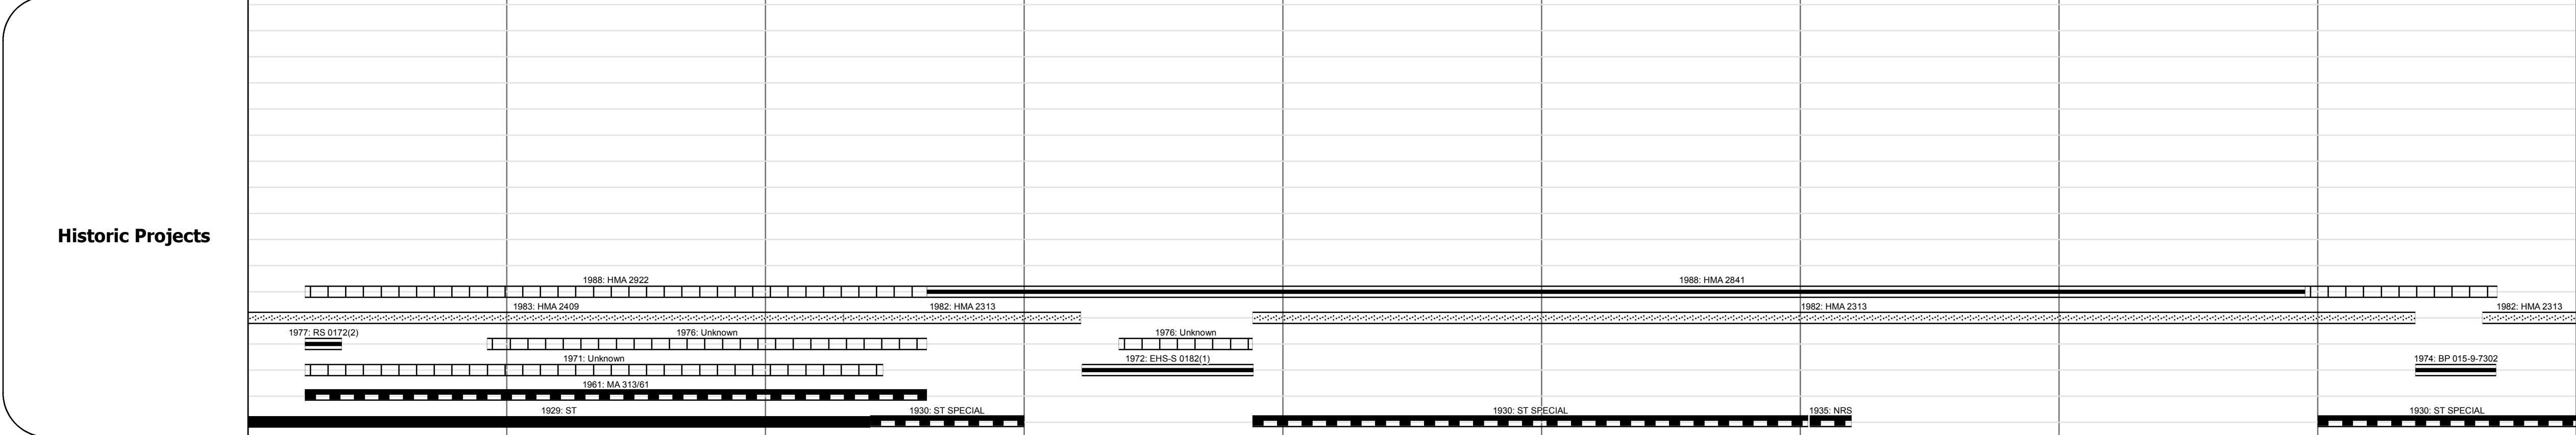 Historic Projects
1988: HMA 2922
1988: HMA 2841
1983: HMA 2409
1982: HMA 2313
1982: HMA 2313
1982: HMA 2313
1977: RS 0172(2)
1976: Unknown
1976: Unknown
1971: Unknown
1972: EHS-S 0182(1)
1974: BP 015-9-7302
1961: MA 313/61
1929: ST
1930: ST SPECIAL
1930: ST SPECIAL
1935: NRS
1930: ST SPECIAL